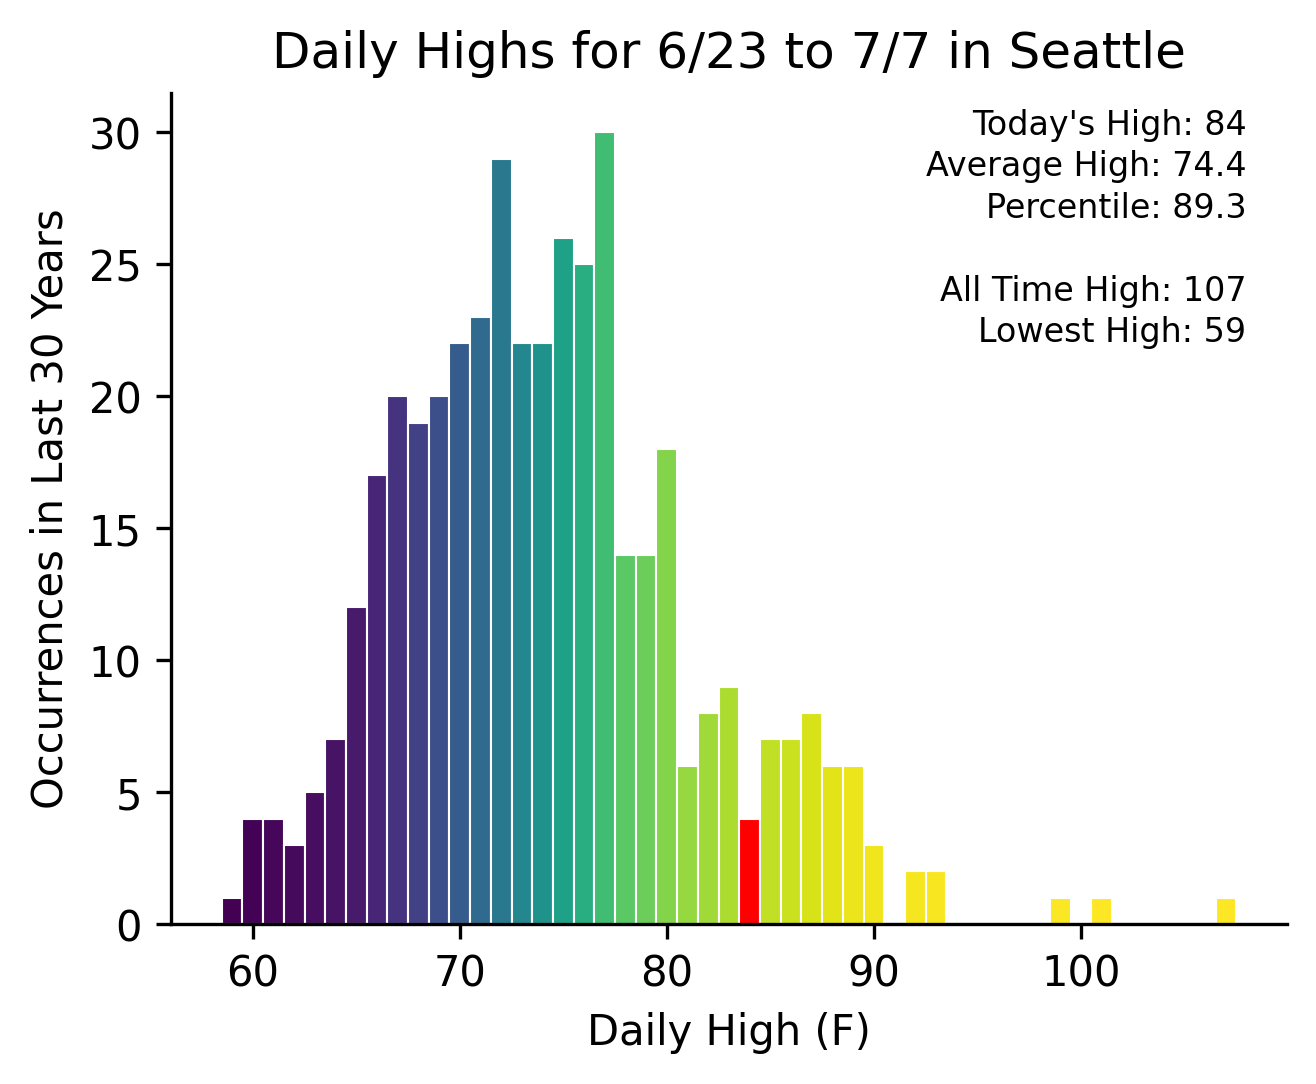 Daily Highs for 6/23 to 7/7 in Seattle
Today's High: 84
Average High: 74.4
Percentile: 89.3
All Time High: 107
Lowest High: 59
Occurrences in Last 30 Years
30
25
20
15
10
5
0
60 70 80 90 100
Daily High (F)